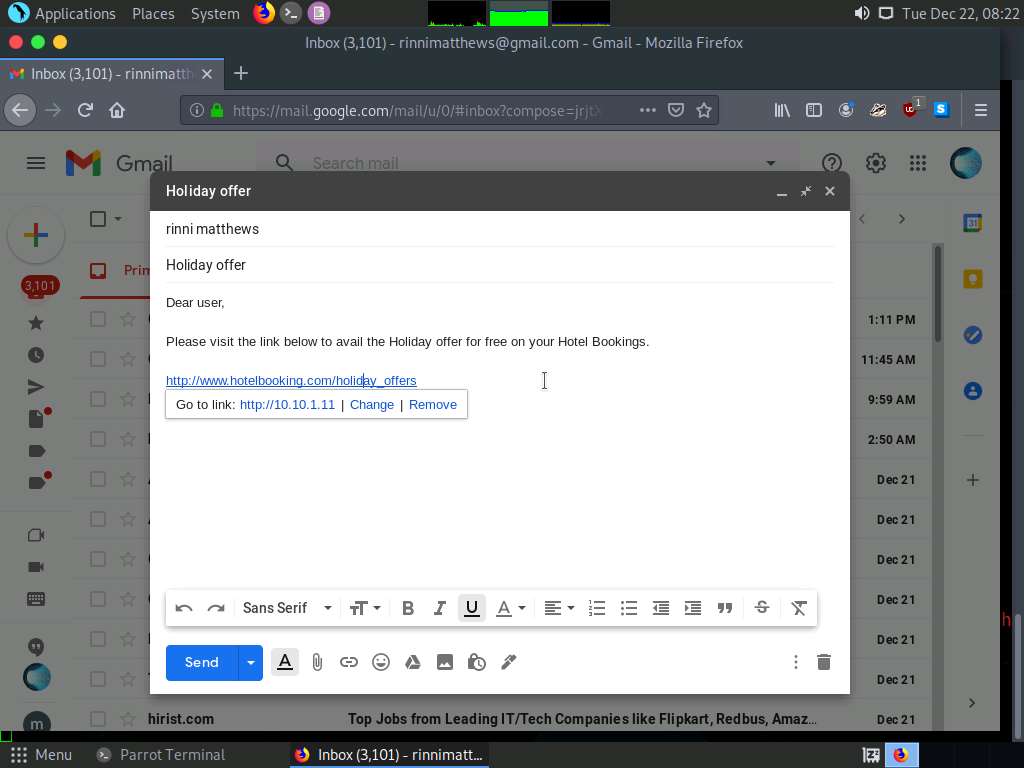 Applications Places System Tue Dec 22, 08:22
Inbox (3,101) - rinnimatthews@gmail.com - Gmail - Mozilla Firefox
Inbox (3,101) - rinnimatth
https://mail.google.com/mail/u/0/#inbox?compose=jrjtX 1
Gmail Search mail
Holiday offer
rinni matthews
31
Holiday offer
Prim
3,101
Dear user,
1:11 PM
Please visit the link below to avail the Holiday offer for free on your Hotel Bookings.
11:45 AM
http://www.hotelbooking.com/holiday_offers
Go to link: http://10.10.1.11 | Change | Remove
9:59 AM
2:50 AM
Dec 21
Dec 21
Dec 21
Dec 21
Sans Serif
Dec 21
Send
Dec 21
m hirist.com Top Jobs from Leading IT/Tech Companies like Flipkart, Redbus, Amaz... Dec 21
Menu Parrot Terminal Inbox (3,101) - rinnimatt...